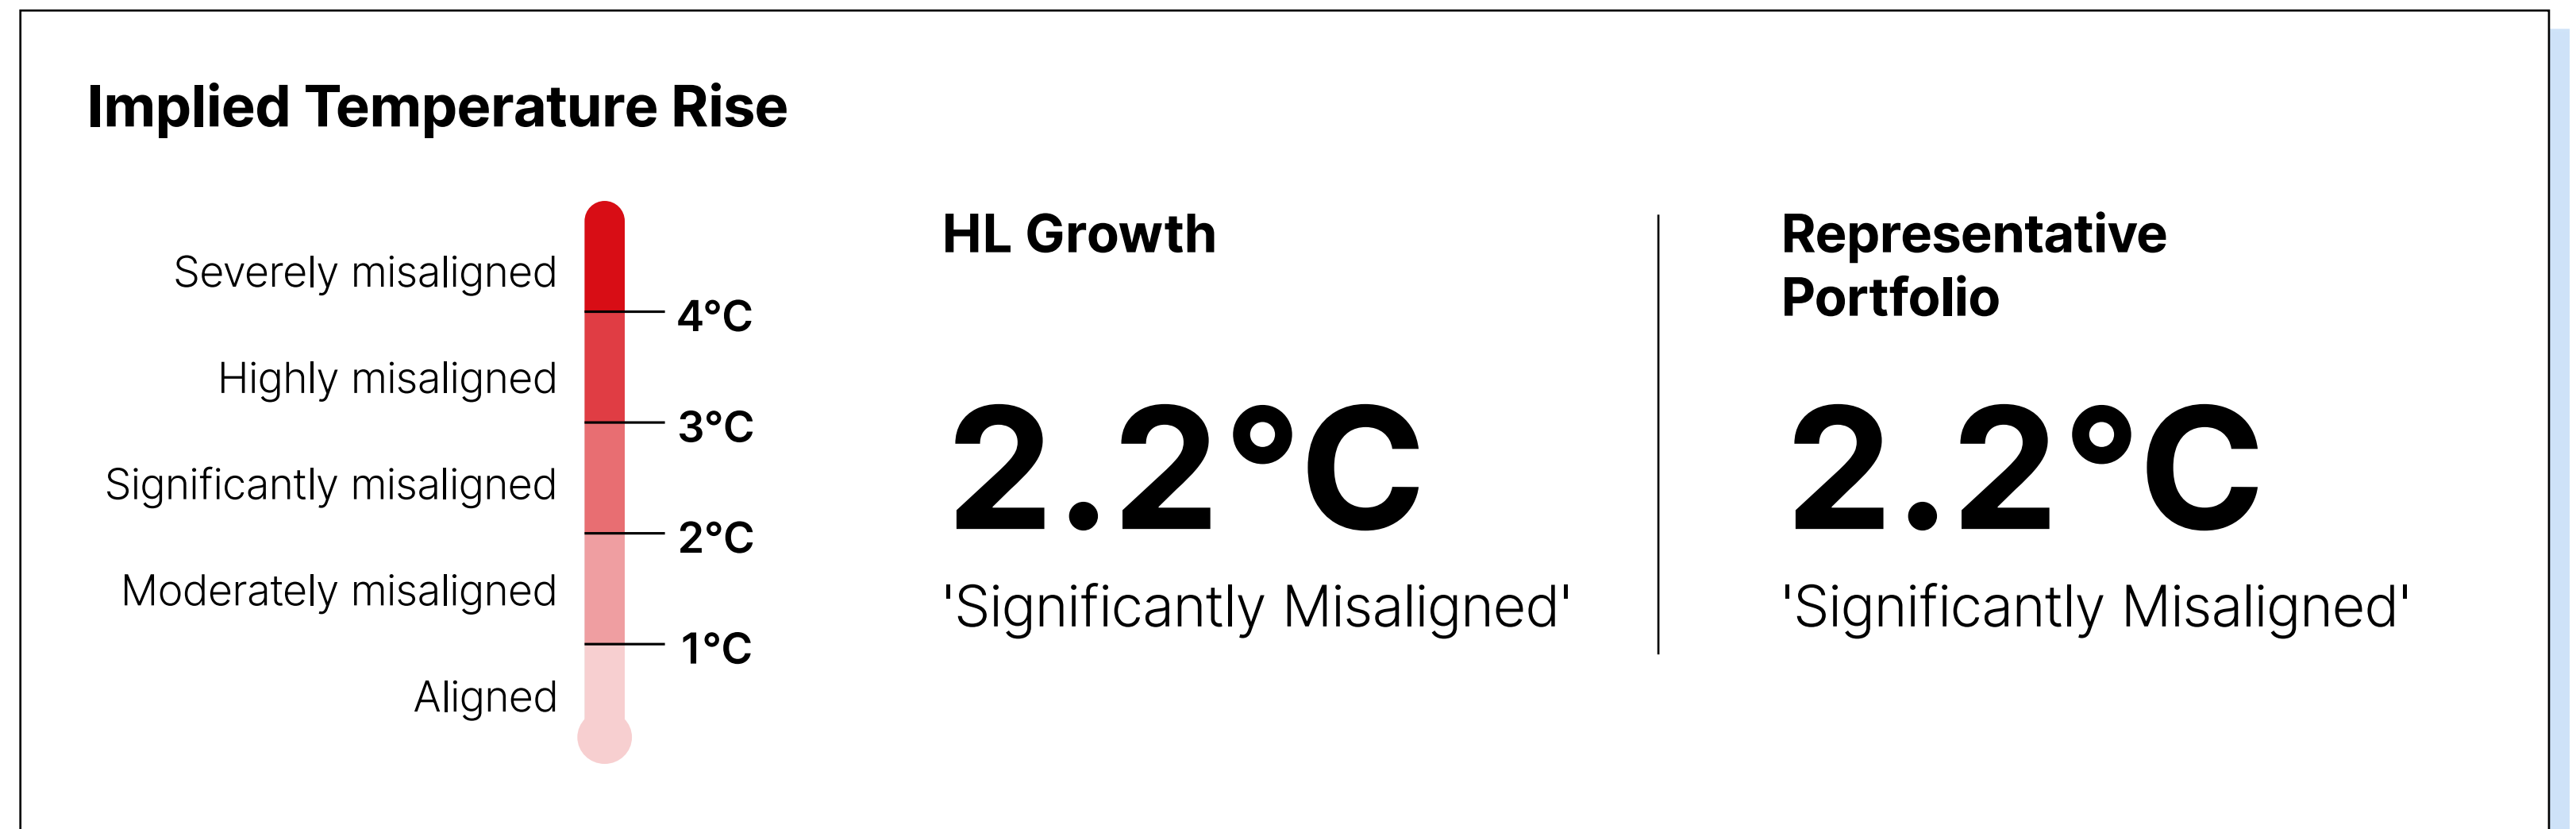 Implied Temperature Rise
Severely misaligned
4°C
Highly misaligned
3°C
Significantly misaligned
2°C
Moderately misaligned
1°C
Aligned
HL Growth
2.2°C
'Significantly Misaligned'
Representative
Portfolio
2.2°C
'Significantly Misaligned'